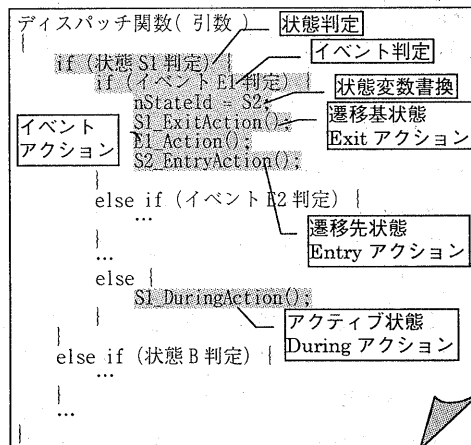 ディスパッチ関数( 引数 )
{
状態判定
if (状態 S1 判定) {
イベント判定
if (イベント E1 判定) {
nStateId = S2;
状態変数書換
S1_ExitAction();
遷移基状態
Exit アクション
イベント
アクション
E1_Action();
S2_EntryAction();
}
else if (イベント E2 判定) {
…
遷移先状態
Entry アクション
}
…
else {
S1_DuringAction();
}
アクティブ状態
During アクション
}
else if (状態 B 判定) {
…
}
…
}